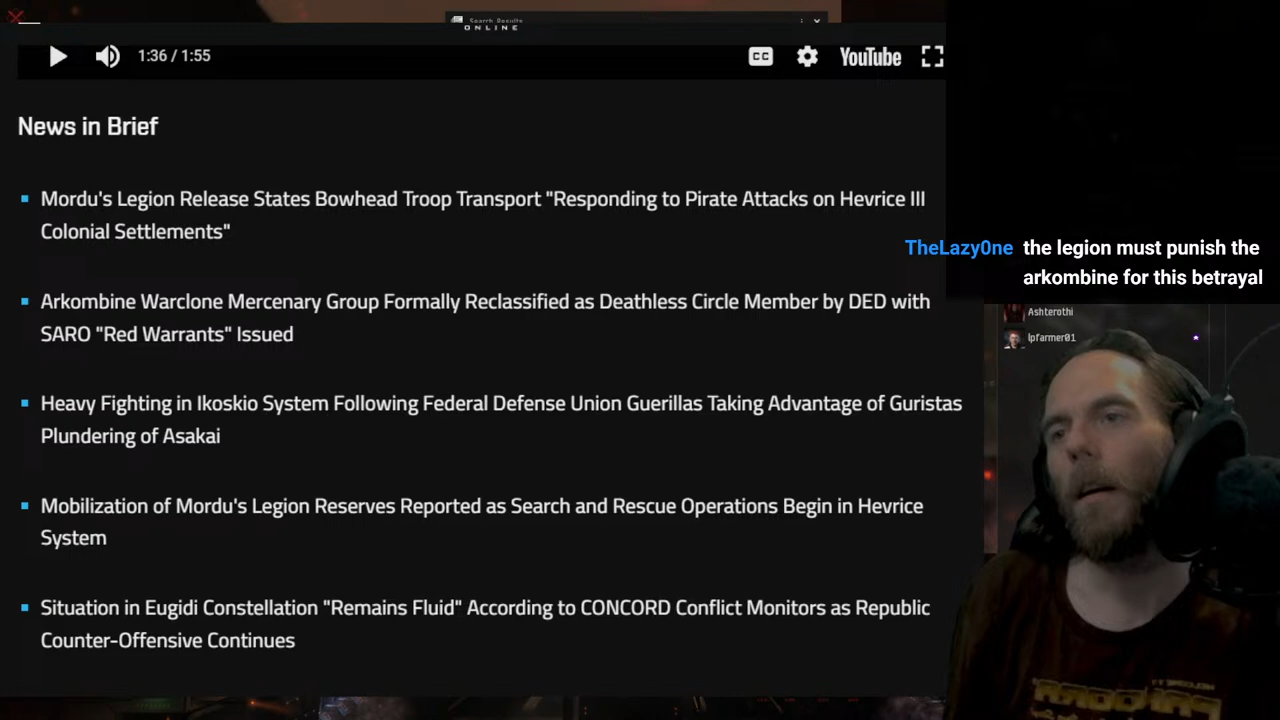 Search Results
ONLINE
1:36 / 1:55
CC
YouTube
News in Brief
Mordu's Legion Release States Bowhead Troop Transport "Responding to Pirate Attacks on Hevrice III
Colonial Settlements"
TheLazy0ne the legion must punish the
arkombine for this betrayal
Arkombine Warclone Mercenary Group Formally Reclassified as Deathless Circle Member by DED with
SARO "Red Warrants" Issued
Ashterothi
lpfarmer01
Heavy Fighting in Ikoskio System Following Federal Defense Union Guerillas Taking Advantage of Guristas
Plundering of Asakai
Mobilization of Mordu's Legion Reserves Reported as Search and Rescue Operations Begin in Hevrice
System
Situation in Eugidi Constellation "Remains Fluid" According to CONCORD Conflict Monitors as Republic
Counter-Offensive Continues